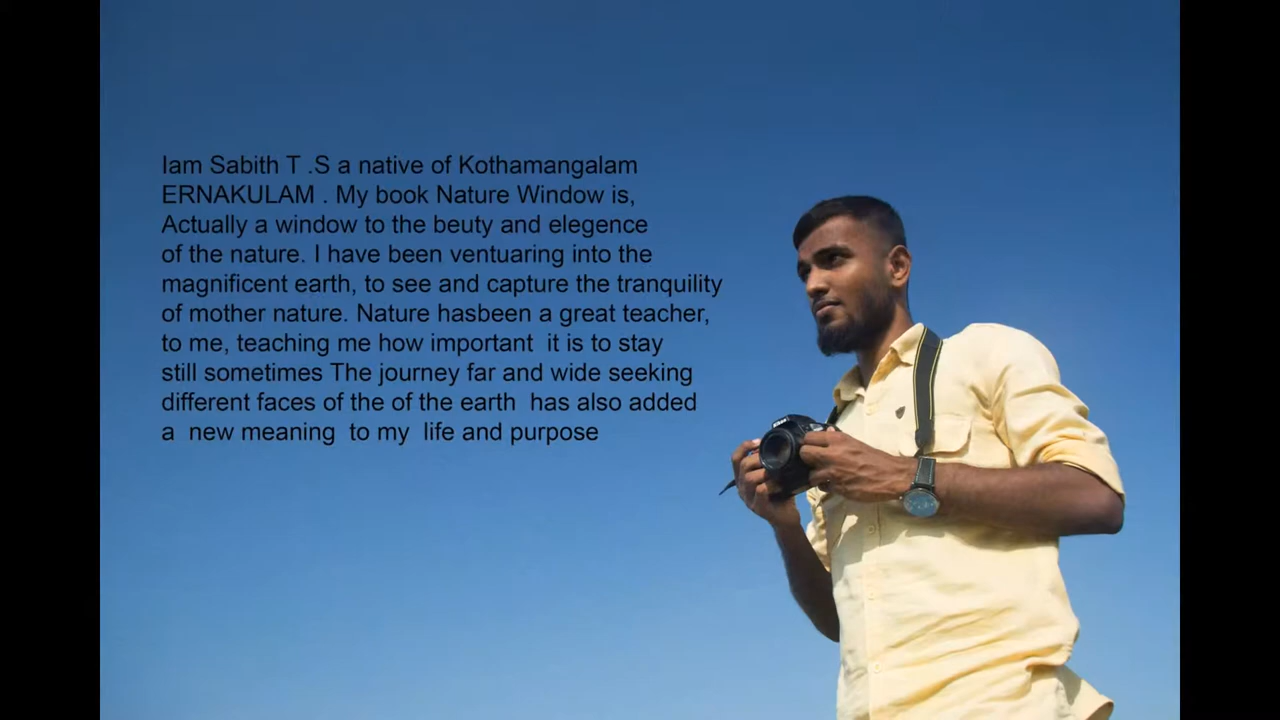 Iam Sabith T .S a native of Kothamangalam
ERNAKULAM . My book Nature Window is,
Actually a window to the beuty and elegence
of the nature. I have been ventuaring into the
magnificent earth, to see and capture the tranquility
of mother nature. Nature hasbeen a great teacher,
to me, teaching me how important  it is to stay
still sometimes The journey far and wide seeking
different faces of the of the earth  has also added
a  new meaning  to my  life and purpose
Nikon